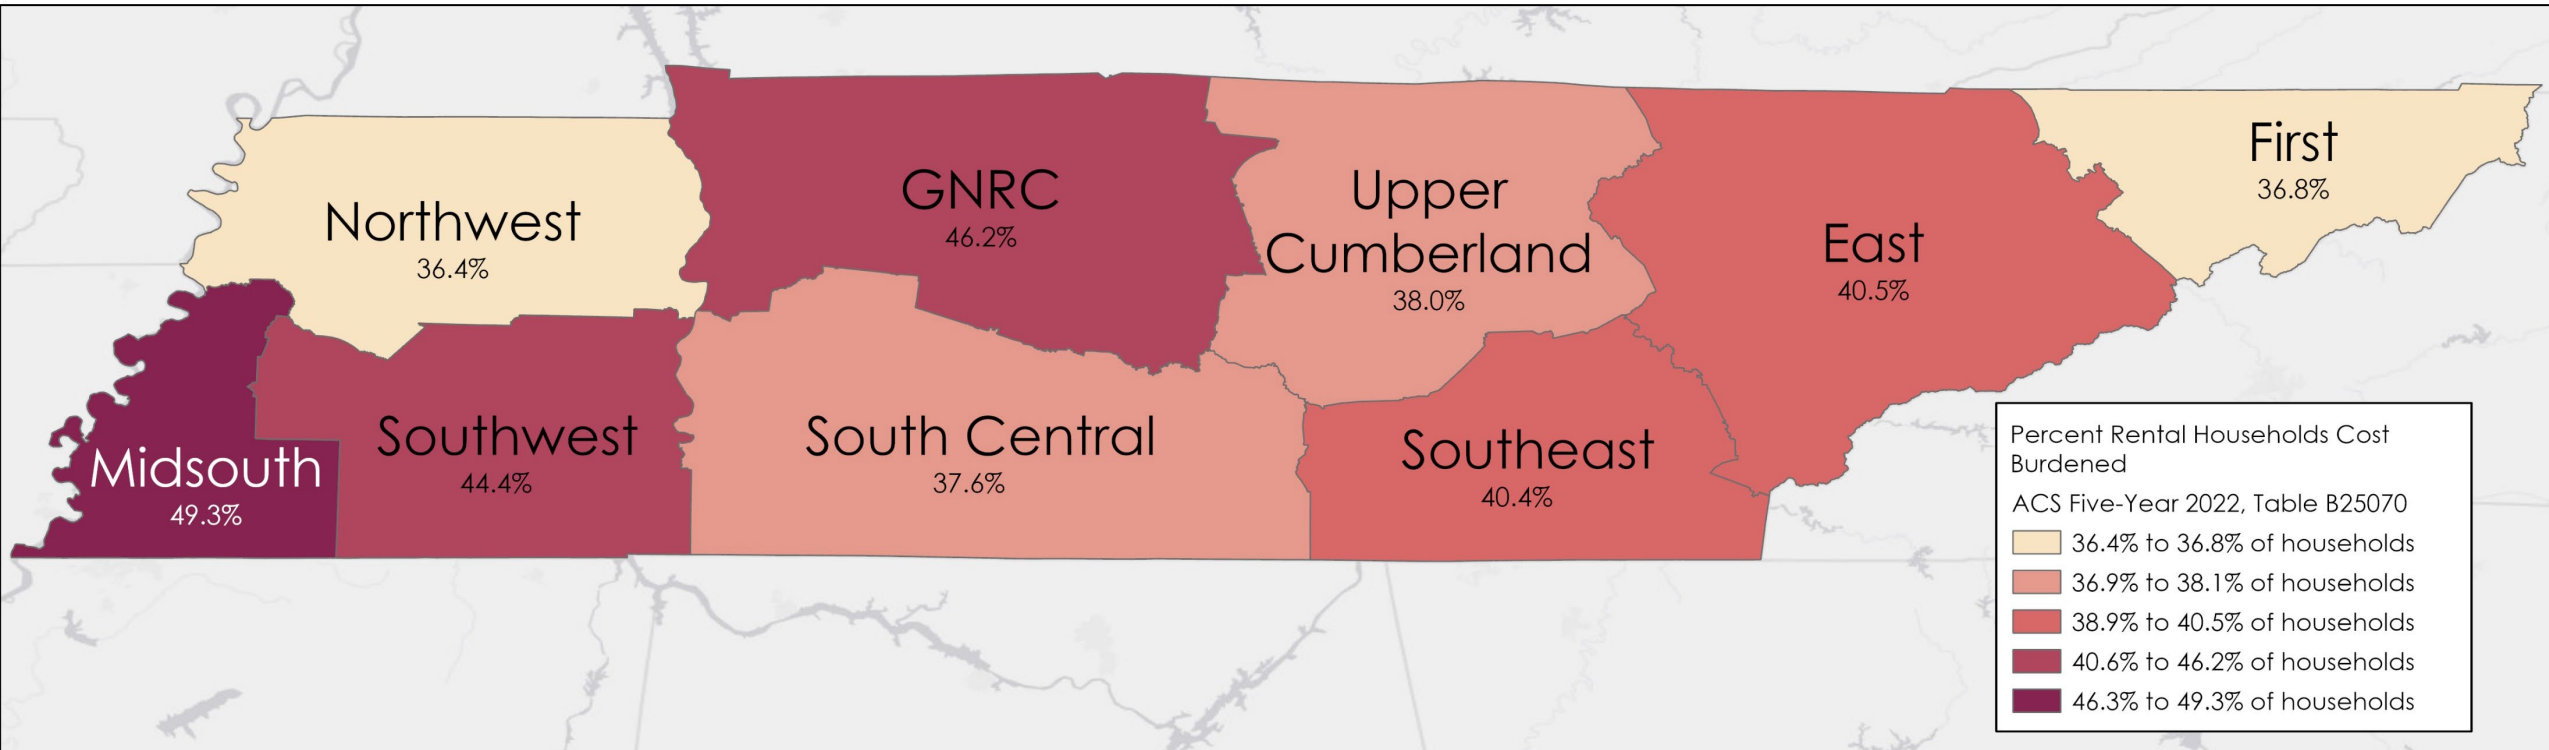 Northwest
36.4%
GNRC
46.2%
Upper
Cumberland
38.0%
East
40.5%
First
36.8%
Midsouth
49.3%
Southwest
44.4%
South Central
37.6%
Southeast
40.4%
Percent Rental Households Cost
Burdened
ACS Five-Year 2022, Table B25070
36.4% to 36.8% of households
36.9% to 38.1% of households
38.9% to 40.5% of households
40.6% to 46.2% of households
46.3% to 49.3% of households